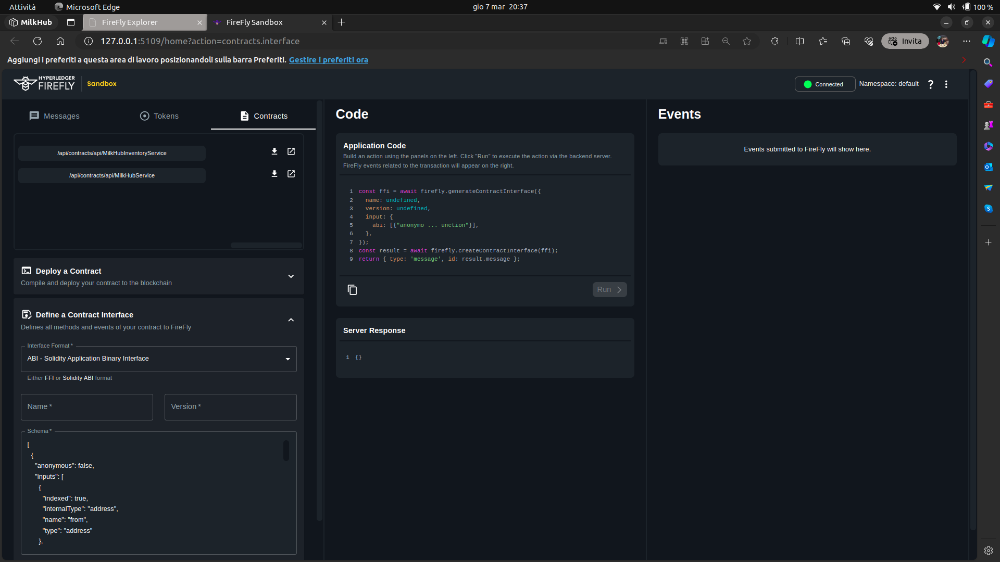 Attività
Microsoft Edge
gio 7 mar 20:37
100 %
MilkHub
FireFly Explorer
FireFly Sandbox
127.0.0.1:5109/home?action=contracts.interface
Invita
Aggiungi i preferiti a questa area di lavoro posizionandoli sulla barra Preferiti. Gestire i preferiti ora
HYPERLEDGER
FIREFLY
Sandbox
Connected
Namespace: default
Messages
Tokens
Contracts
/api/contracts/api/MilkHubInventoryService
/api/contracts/api/MilkHubService
Deploy a Contract
Compile and deploy your contract to the blockchain
Define a Contract Interface
Defines all methods and events of your contract to FireFly
Interface Format *
ABI - Solidity Application Binary Interface
Either FFI or Solidity ABI format
Name *
Version *
Schema *
[
{
"anonymous": false,
"inputs": [
{
"indexed": true,
"internalType": "address",
"name": "from",
"type": "address"
},
Code
Application Code
Build an action using the panels on the left. Click "Run" to execute the action via the backend server.
FireFly events related to the transaction will appear on the right.
1 const ffi = await firefly.generateContractInterface({
2 name: undefined,
3 version: undefined,
4 input: {
5 abi: [{"anonymo ... unction"}],
6 },
7 });
8 const result = await firefly.createContractInterface(ffi);
9 return { type: 'message', id: result.message };
Run
Server Response
1 {}
Events
Events submitted to FireFly will show here.